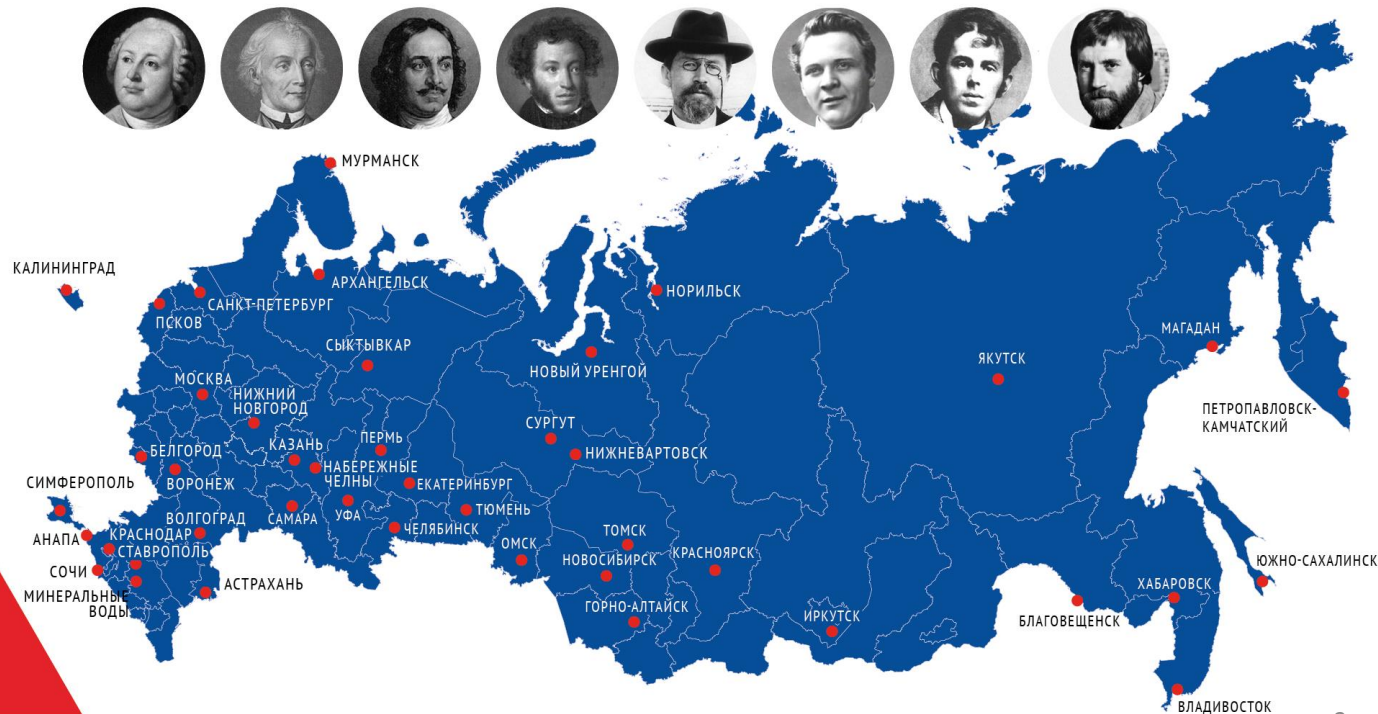 МУРМАНСК
КАЛИНИНГРАД
АРХАНГЕЛЬСК
САНКТ-ПЕТЕРБУРГ
ПСКОВ
НОРИЛЬСК
СЫКТЫВКАР
НОВЫЙ УРЕНГОЙ
МАГАДАН
ЯКУТСК
МОСКВА
НИЖНИЙ
НОВГОРОД
ПЕТРОПАВЛОВСК-
КАМЧАТСКИЙ
СУРГУТ
ПЕРМЬ
КАЗАНЬ
БЕЛГОРОД
НИЖНЕВАРТОВСК
НАБЕРЕЖНЫЕ
ЧЕЛНЫ
ВОРОНЕЖ
ЕКАТЕРИНБУРГ
СИМФЕРОПОЛЬ
ТЮМЕНЬ
УФА
САМАРА
ВОЛГОГРАД
ЧЕЛЯБИНСК
ТОМСК
КРАСНОДАР
АНАПА
ОМСК
СТАВРОПОЛЬ
КРАСНОЯРСК
НОВОСИБИРСК
ЮЖНО-САХАЛИНСК
СОЧИ
АСТРАХАНЬ
ХАБАРОВСК
МИНЕРАЛЬНЫЕ
ВОДЫ
ГОРНО-АЛТАЙСК
ИРКУТСК
БЛАГОВЕЩЕНСК
ВЛАДИВОСТОК